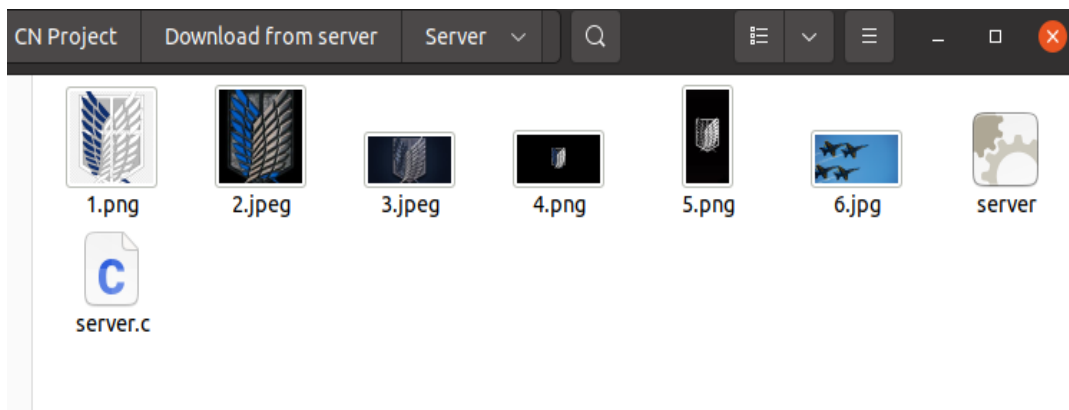 CN Project Download from server Server
1.png 2.jpeg 3.jpeg 4.png 5.png 6.jpg server
server.c